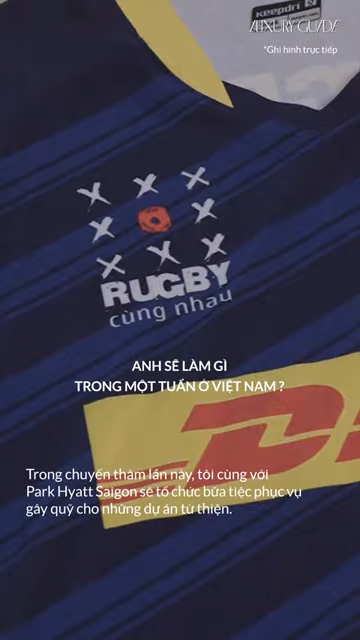 keepdri
LUXURY GUIDE
*Ghi hình trực tiếp
RUGBY
cùng nhau
ANH SẼ LÀM GÌ
TRONG MỘT TUẦN Ở VIỆT NAM ?
Trong chuyến thăm lần này, tôi cùng với
Park Hyatt Saigon sẽ tổ chức bữa tiệc phục vụ
gây quỹ cho những dự án từ thiện.